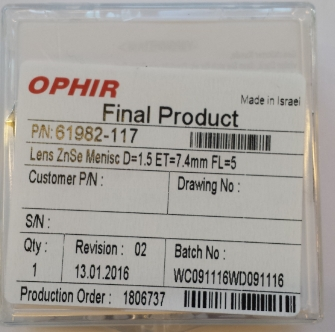 OPHIR
Made in Israel
Final Product
P/N: 61982-117
Lens ZnSe Menisc D=1.5 ET=7.4mm FL=5
Customer P/N :
Drawing No :
S/N :
Qty :
1
Revision : 02
13.01.2016
Batch No :
WC091116WD091116
Production Order : 1806737